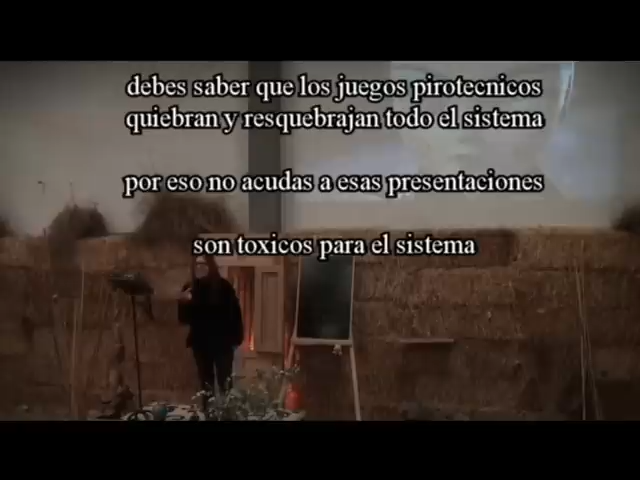 debes saber que los juegos pirotecnicos
quiebran y resquebrajan todo el sistema
por eso no acudas a esas presentaciones
son toxicos para el sistema